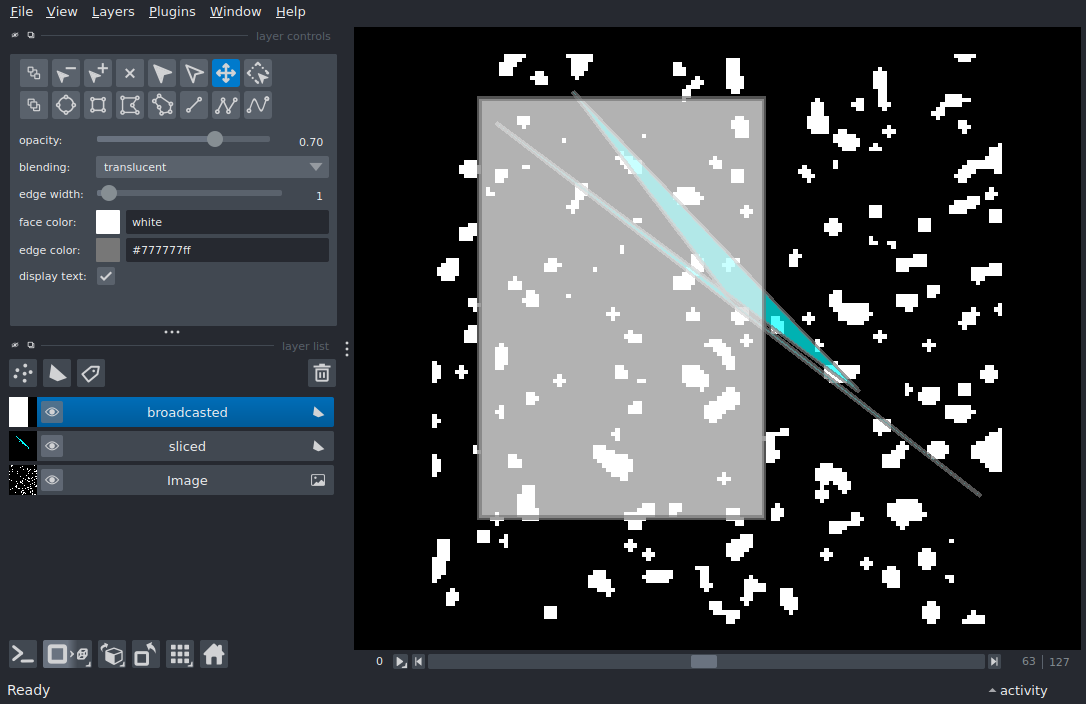 File View Layers Plugins Window Help
layer controls
opacity: 0.70
blending: translucent
edge width: 1
face color: white
edge color: #777777ff
display text:
layer list
broadcasted
sliced
Image
0 63 127
Ready activity